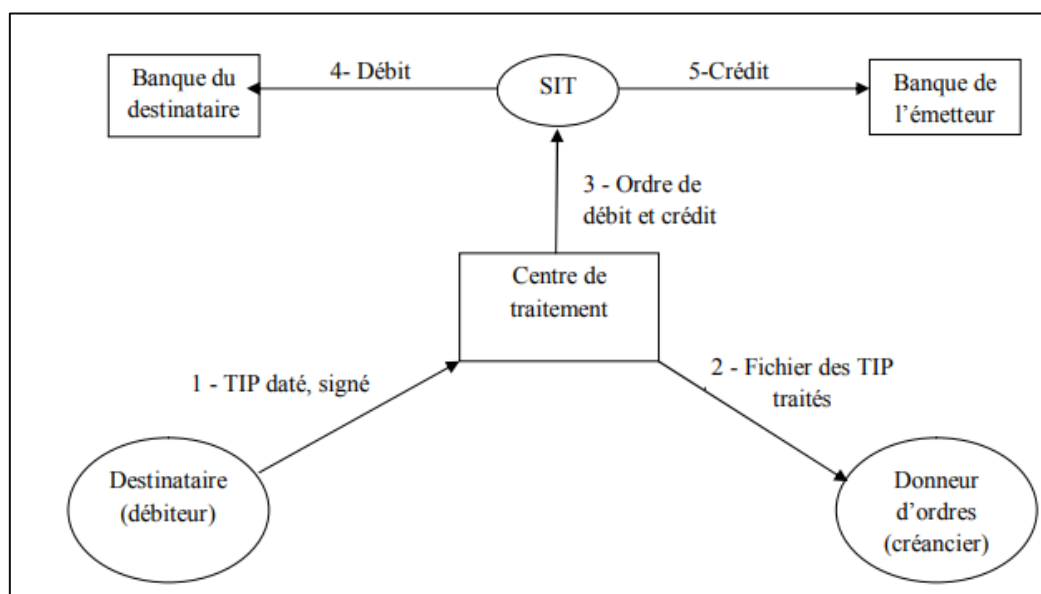 Banque du
destinataire
4- Débit
SIT
5-Crédit
Banque de
l’émetteur
3 - Ordre de
débit et crédit
Centre de
traitement
1 - TIP daté, signé
2 - Fichier des TIP
traités
Destinataire
(débiteur)
Donneur
d’ordres
(créancier)